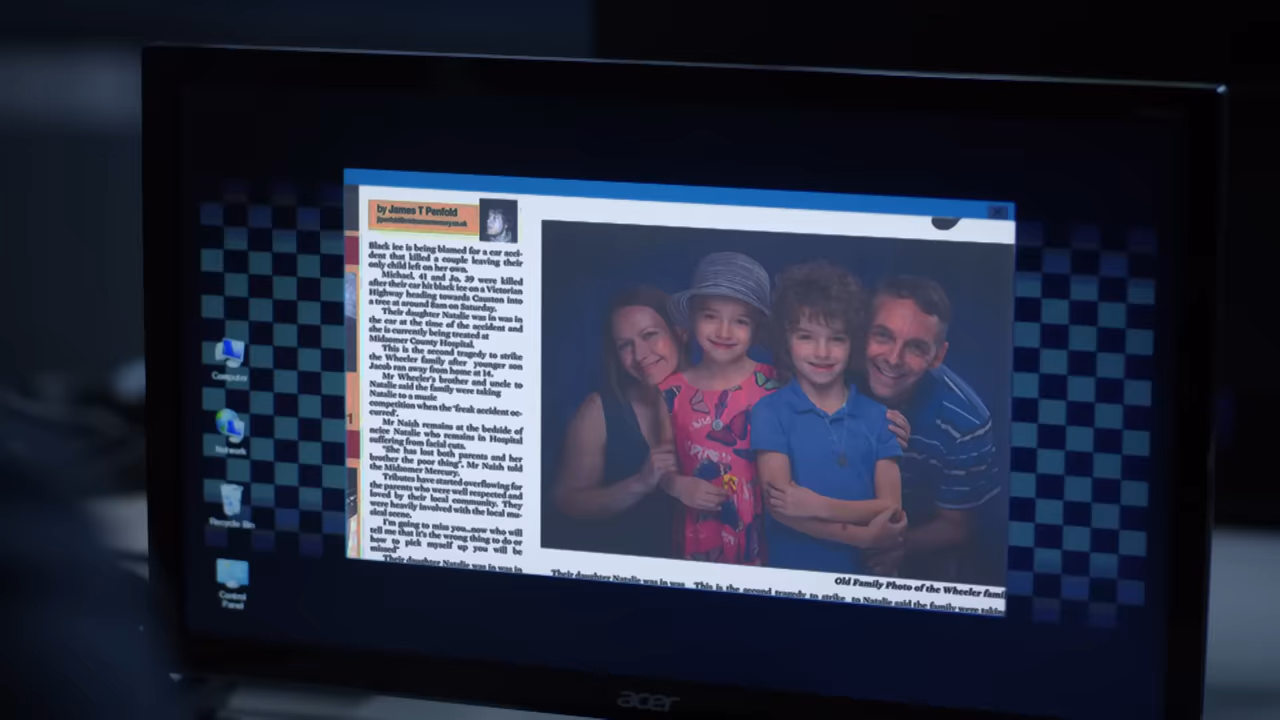 by James T Penfold
Black ice is being blamed for a car acci-
dent that killed a couple leaving their
only child left on her own.
Michael, 41 and Jo, 39 were killed
after their car hit black ice on a Victorian
Highway heading towards Causton into
a tree at around 8am on Saturday.
Their daughter Natalie was in was in
the car at the time of the accident and
she is currently being treated at
Midsomer County Hospital.
This is the second tragedy to strike
the Wheeler family after younger son
Jacob ran away from home at 14.
Mr Wheeler's brother and uncle to
Natalie said the family were taking
Natalie to a music
competition when the 'freak accident oc-
curred'.
Mr Naish remains at the bedside of
neice Natalie who remains in Hospital
suffering from facial cuts.
"She has lost both parents and her
brother the poor thing", Mr Naish told
the Midsomer Mercury.
Tributes have started overflowing for
the parents who were well respected and
loved by their local community. They
were heavily involved with the local mu-
sical scene.
I'm going to miss you...now who will
tell me that it's the wrong thing to do or
how to pick myself up you will be
missed"
Their daughter Natalie was in was in
Old Family Photo of the Wheeler fami
Their daughter Natalie was in was
This is the second tragedy to strike
to Natalie said the family were takin
Computer
Network
Recycle Bin
Control
Panel
acer